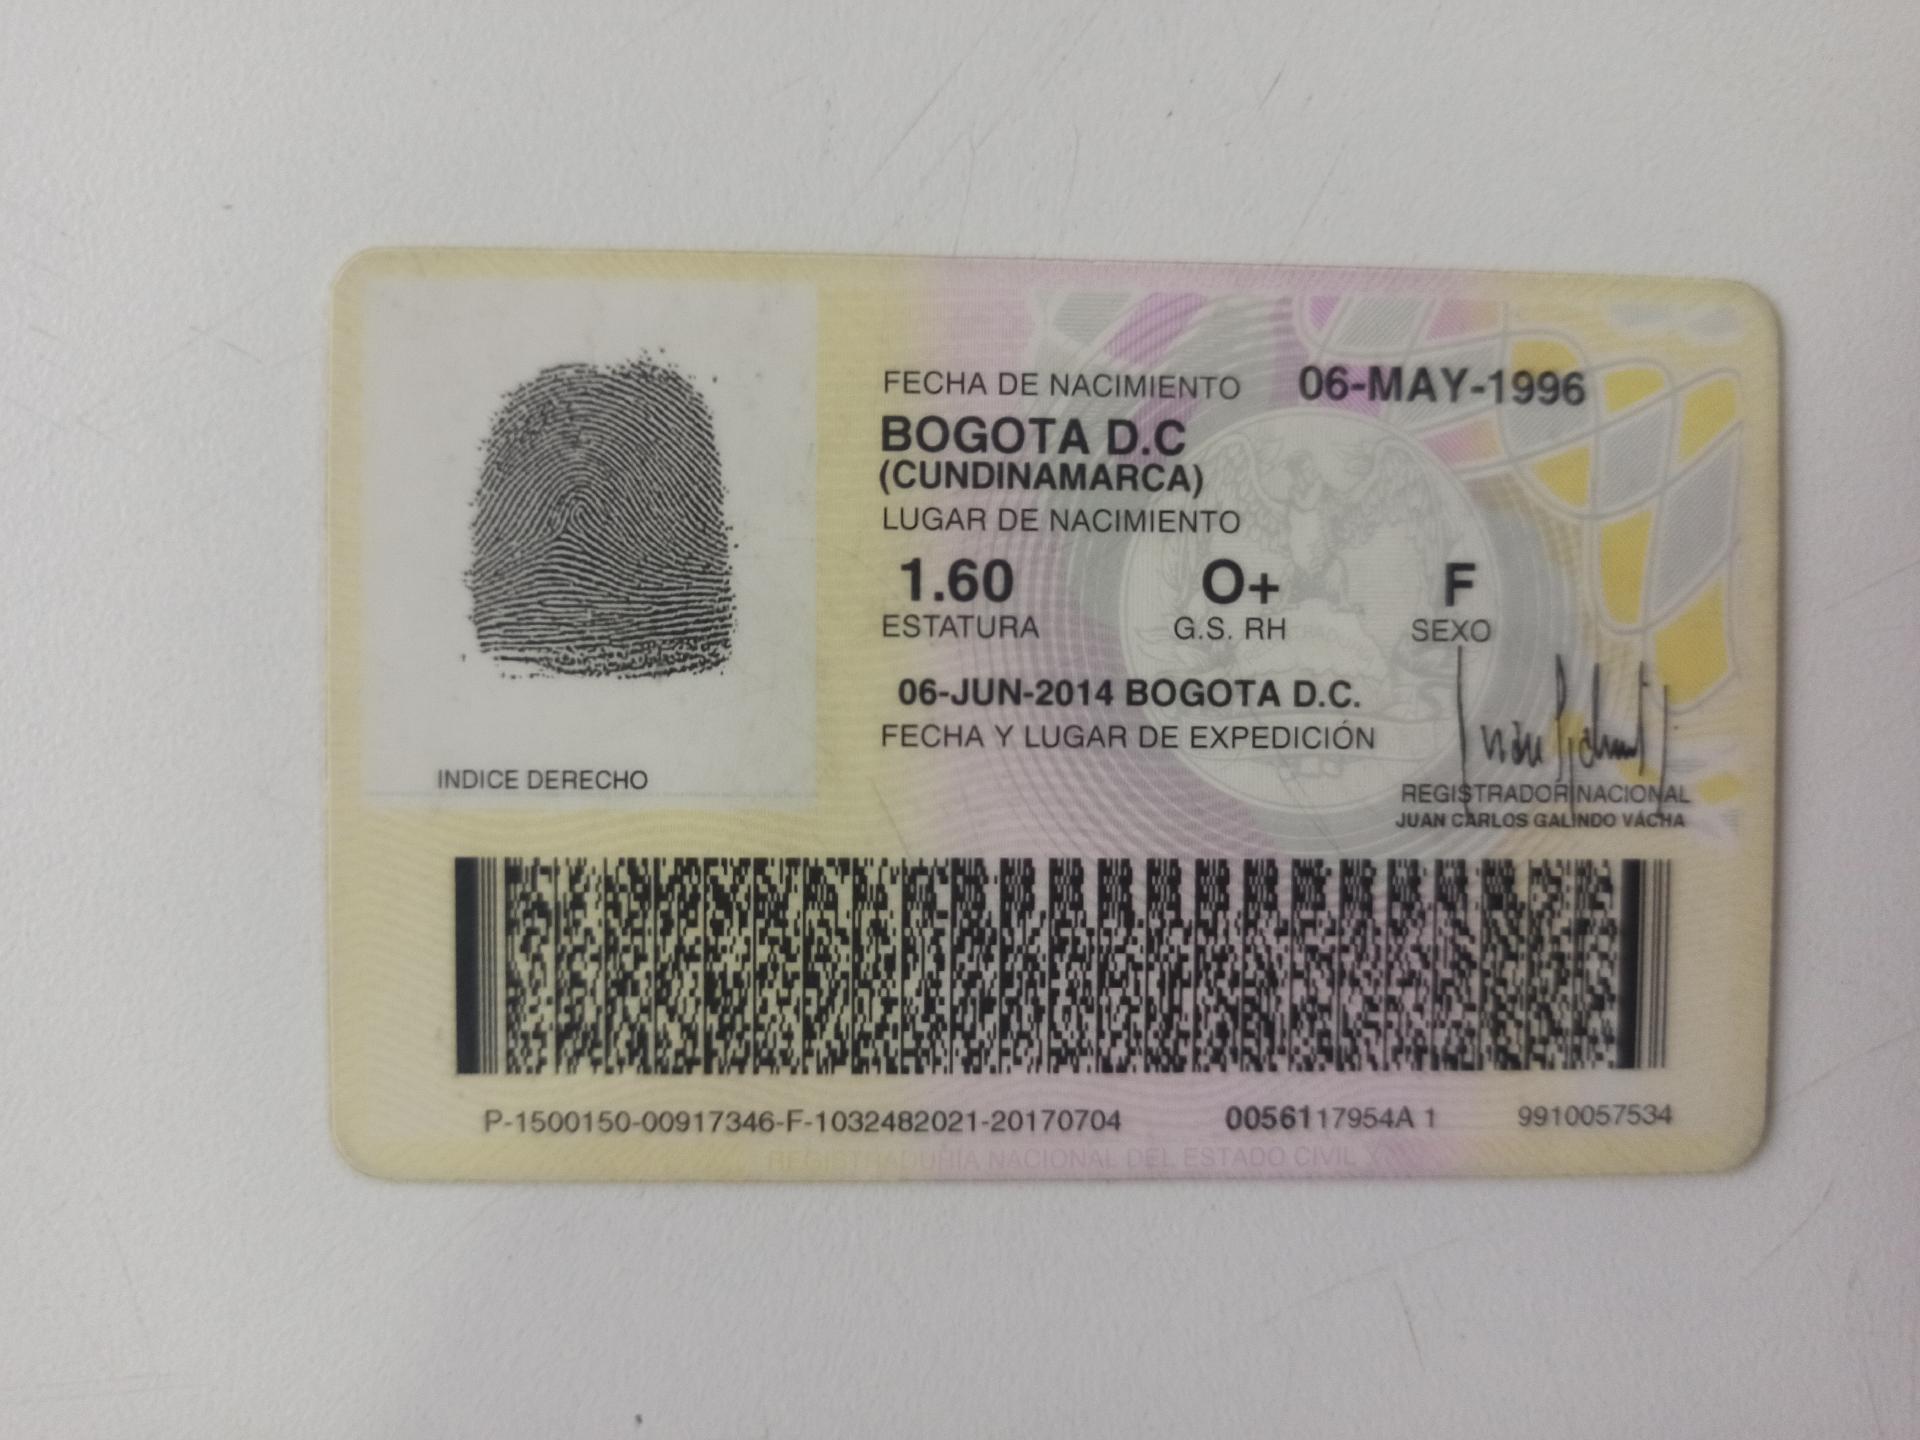 FECHA DE NACIMIENTO 06-MAY-1996
BOGOTA D.C
(CUNDINAMARCA)
LUGAR DE NACIMIENTO
1.60 O+ F
ESTATURA G.S. RH SEXO
06-JUN-2014 BOGOTA D.C.
FECHA Y LUGAR DE EXPEDICIÓN
INDICE DERECHO
REGISTRADOR NACIONAL
JUAN CARLOS GALINDO VÁCHA
P-1500150-00917346-F-1032482021-20170704 0056117954A 1 9910057534
REGISTRADURIA NACIONAL DEL ESTADO CIVIL